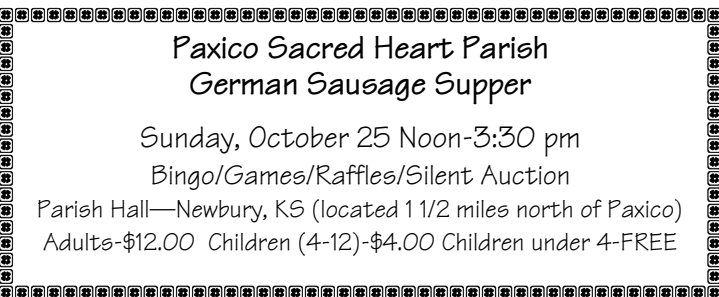 Paxico Sacred Heart Parish
German Sausage Supper
Sunday, October 25 Noon-3:30 pm
Bingo/Games/Raffles/Silent Auction
Parish Hall—Newbury, KS (located 1 1/2 miles north of Paxico)
Adults-$12.00 Children (4-12)-$4.00 Children under 4-FREE